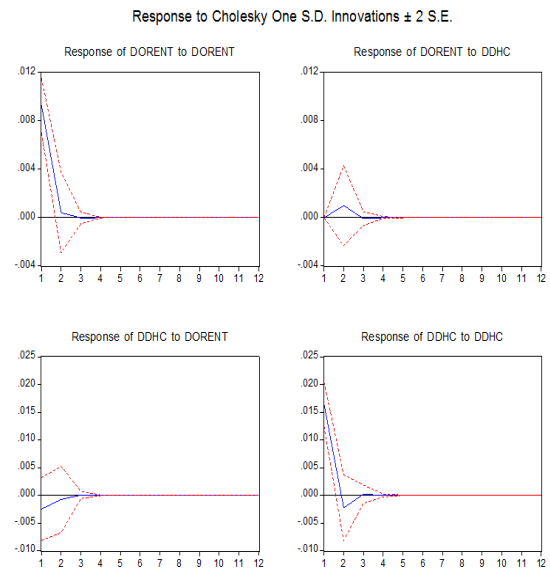 Response to Cholesky One S.D. Innovations ± 2 S.E.
Response of DORENT to DORENT
.012
.008
.004
.000
-.004
1 2 3 4 5 6 7 8 9 10 11 12
Response of DORENT to DDHC
.012
.008
.004
.000
-.004
1 2 3 4 5 6 7 8 9 10 11 12
Response of DDHC to DORENT
.025
.020
.015
.010
.005
.000
-.005
-.010
1 2 3 4 5 6 7 8 9 10 11 12
Response of DDHC to DDHC
.025
.020
.015
.010
.005
.000
-.005
-.010
1 2 3 4 5 6 7 8 9 10 11 12